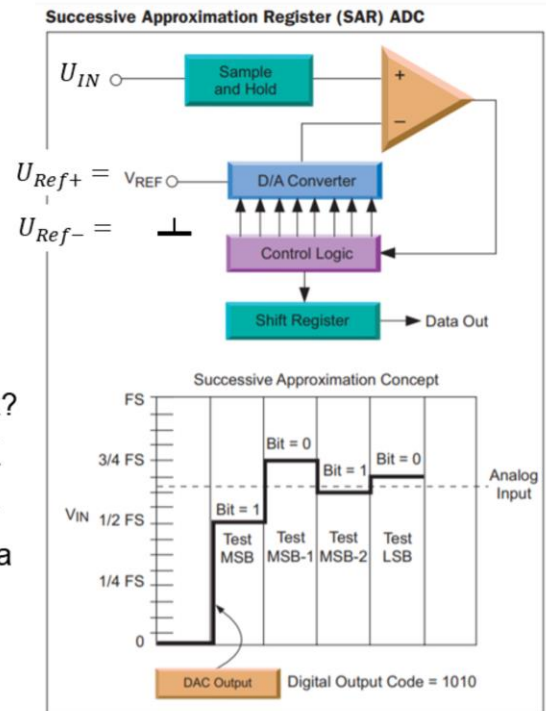 Successive Approximation Register (SAR) ADC
U_IN
Sample
and Hold
+
−
U_Ref+ = V_REF
D/A Converter
U_Ref− =
Control Logic
Shift Register
Data Out
Successive Approximation Concept
?
a
FS
3/4 FS
V_IN 1/2 FS
1/4 FS
0
Bit = 1
Bit = 0
Bit = 1
Bit = 0
Analog
Input
Test
MSB
Test
MSB-1
Test
MSB-2
Test
LSB
DAC Output
Digital Output Code = 1010